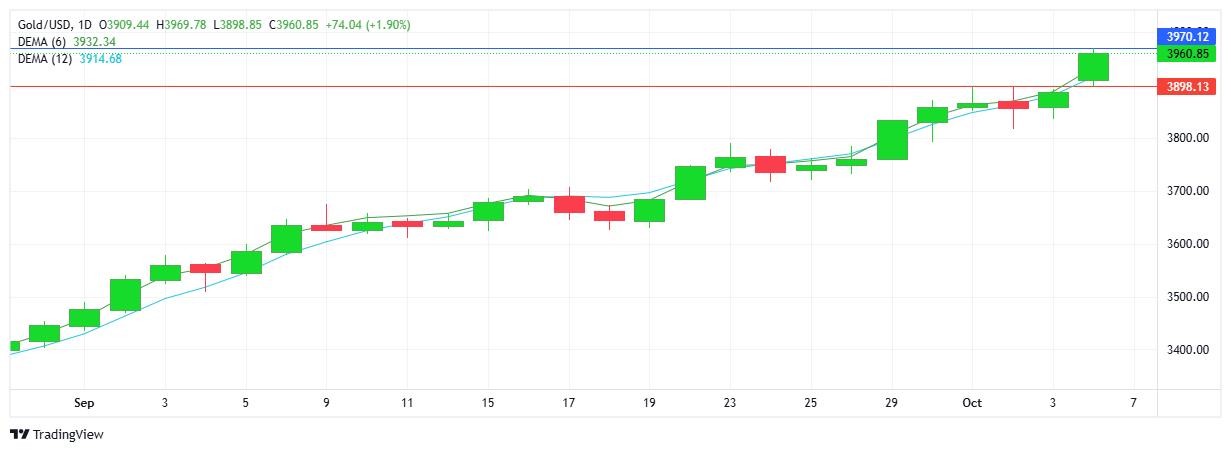 Gold/USD, 1D O3909.44 H3969.78 L3898.85 C3960.85 +74.04 (+1.90%)
DEMA (6) 3932.34
DEMA (12) 3914.68
3970.12
3960.85
3898.13
3800.00
3700.00
3600.00
3500.00
3400.00
Sep 3 5 9 11 15 17 19 23 25 29 Oct 3 7
TradingView